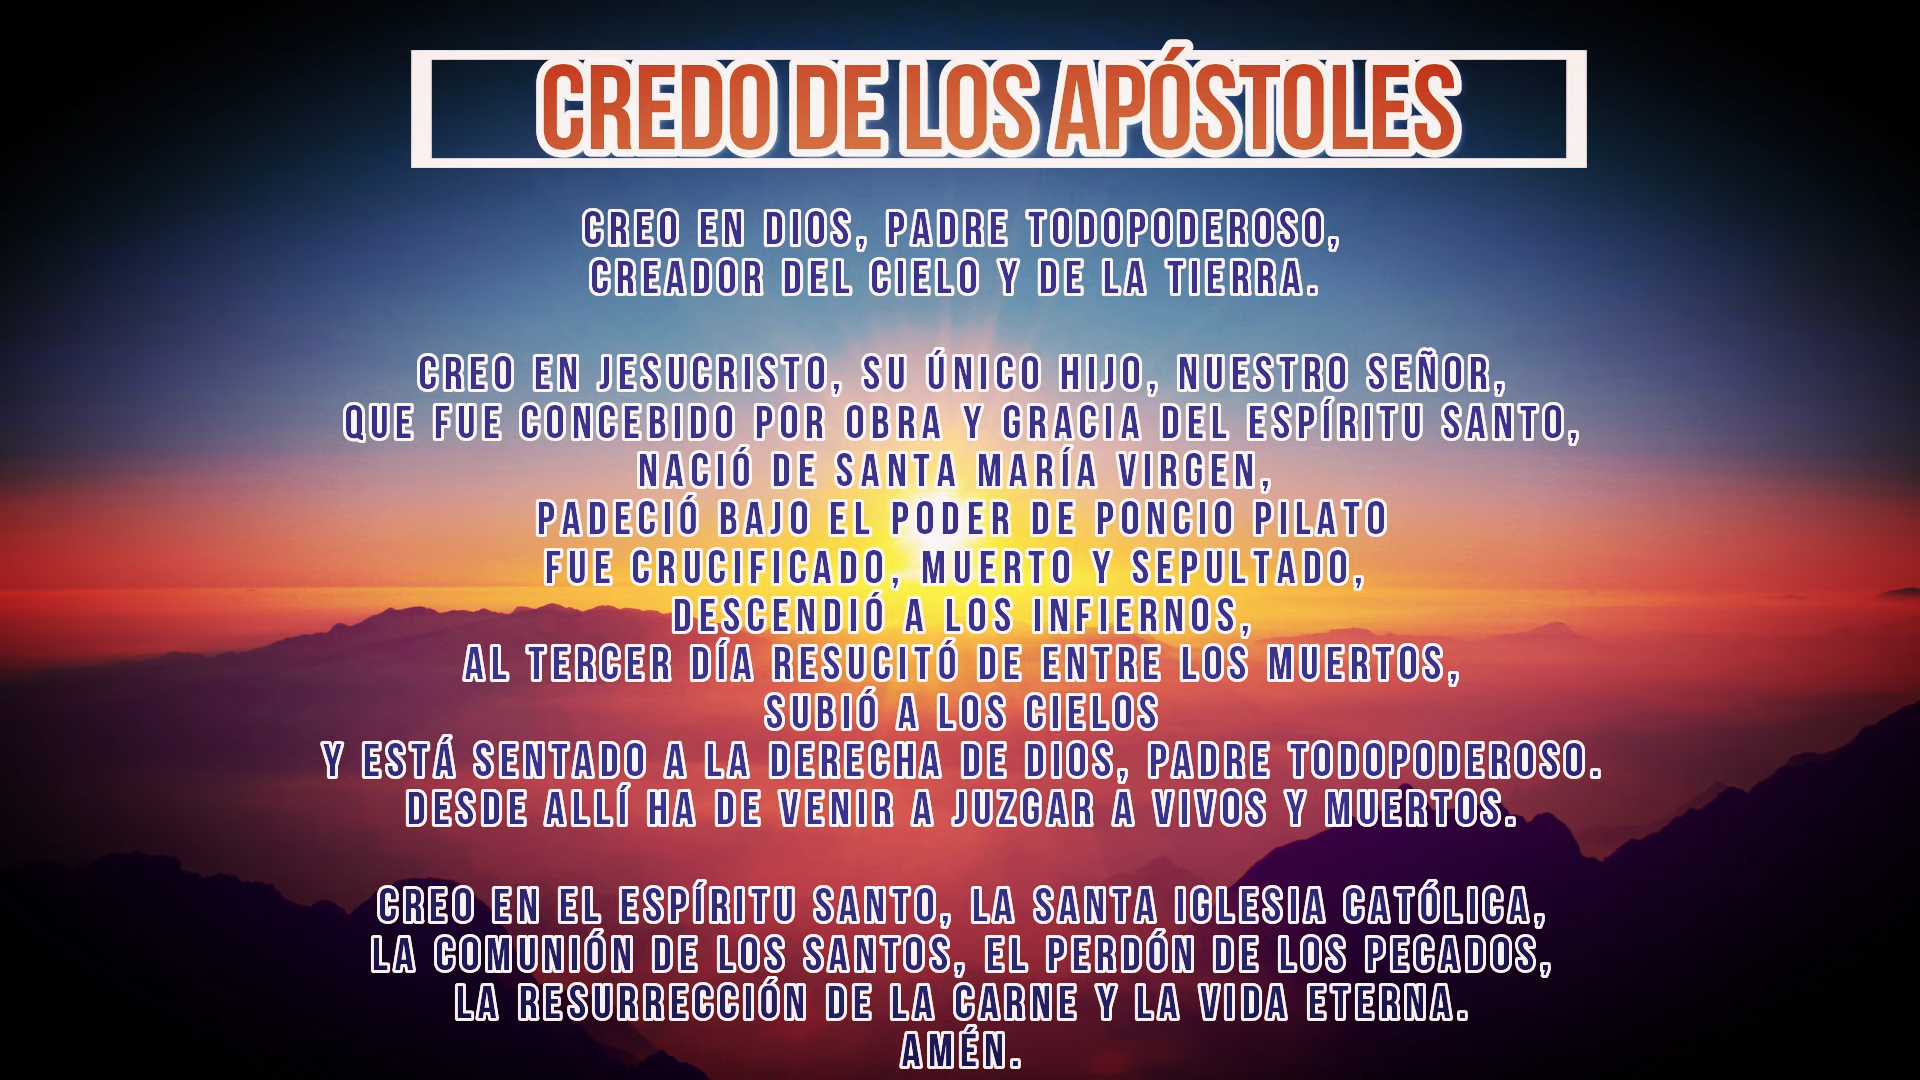 CREDO DE LOS APÓSTOLES
CREO EN DIOS, PADRE TODOPODEROSO,
CREADOR DEL CIELO Y DE LA TIERRA.
CREO EN JESUCRISTO, SU ÚNICO HIJO, NUESTRO SEÑOR,
QUE FUE CONCEBIDO POR OBRA Y GRACIA DEL ESPÍRITU SANTO,
NACIÓ DE SANTA MARÍA VIRGEN,
PADECIÓ BAJO EL PODER DE PONCIO PILATO
FUE CRUCIFICADO, MUERTO Y SEPULTADO,
DESCENDIÓ A LOS INFIERNOS,
AL TERCER DÍA RESUCITÓ DE ENTRE LOS MUERTOS,
SUBIÓ A LOS CIELOS
Y ESTÁ SENTADO A LA DERECHA DE DIOS, PADRE TODOPODEROSO.
DESDE ALLÍ HA DE VENIR A JUZGAR A VIVOS Y MUERTOS.
CREO EN EL ESPÍRITU SANTO, LA SANTA IGLESIA CATÓLICA,
LA COMUNIÓN DE LOS SANTOS, EL PERDÓN DE LOS PECADOS,
LA RESURRECCIÓN DE LA CARNE Y LA VIDA ETERNA.
AMÉN.